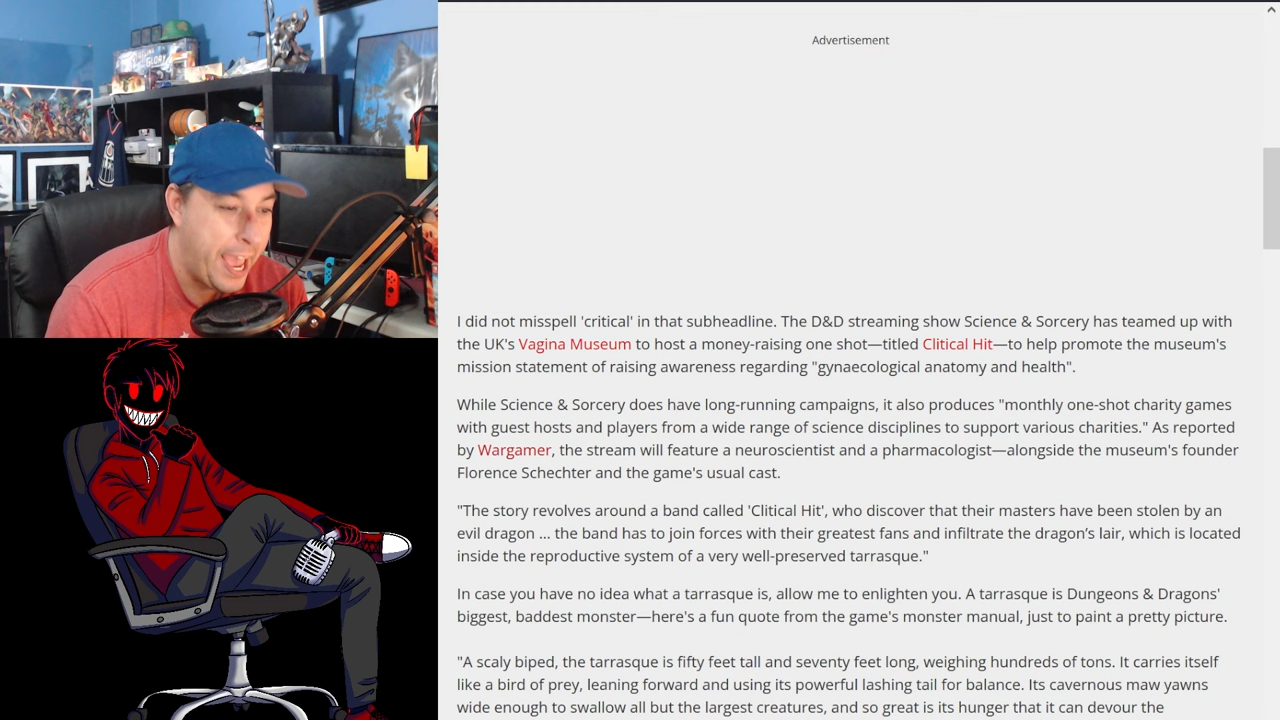 Advertisement
I did not misspell 'critical' in that subheadline. The D&D streaming show Science & Sorcery has teamed up with
the UK's Vagina Museum to host a money-raising one shot—titled Clitical Hit—to help promote the museum's
mission statement of raising awareness regarding "gynaecological anatomy and health".
While Science & Sorcery does have long-running campaigns, it also produces "monthly one-shot charity games
with guest hosts and players from a wide range of science disciplines to support various charities." As reported
by Wargamer, the stream will feature a neuroscientist and a pharmacologist—alongside the museum's founder
Florence Schechter and the game's usual cast.
"The story revolves around a band called 'Clitical Hit', who discover that their masters have been stolen by an
evil dragon ... the band has to join forces with their greatest fans and infiltrate the dragon’s lair, which is located
inside the reproductive system of a very well-preserved tarrasque."
In case you have no idea what a tarrasque is, allow me to enlighten you. A tarrasque is Dungeons & Dragons'
biggest, baddest monster—here's a fun quote from the game's monster manual, just to paint a pretty picture.
"A scaly biped, the tarrasque is fifty feet tall and seventy feet long, weighing hundreds of tons. It carries itself
like a bird of prey, leaning forward and using its powerful lashing tail for balance. Its cavernous maw yawns
wide enough to swallow all but the largest creatures, and so great is its hunger that it can devour the